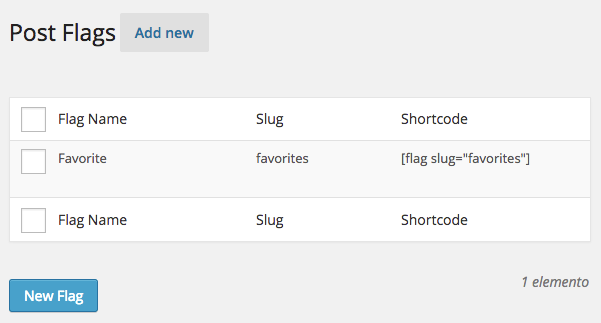 Post Flags Add new
Flag Name Slug Shortcode
Favorite favorites [flag slug="favorites"]
Flag Name Slug Shortcode
1 elemento
New Flag